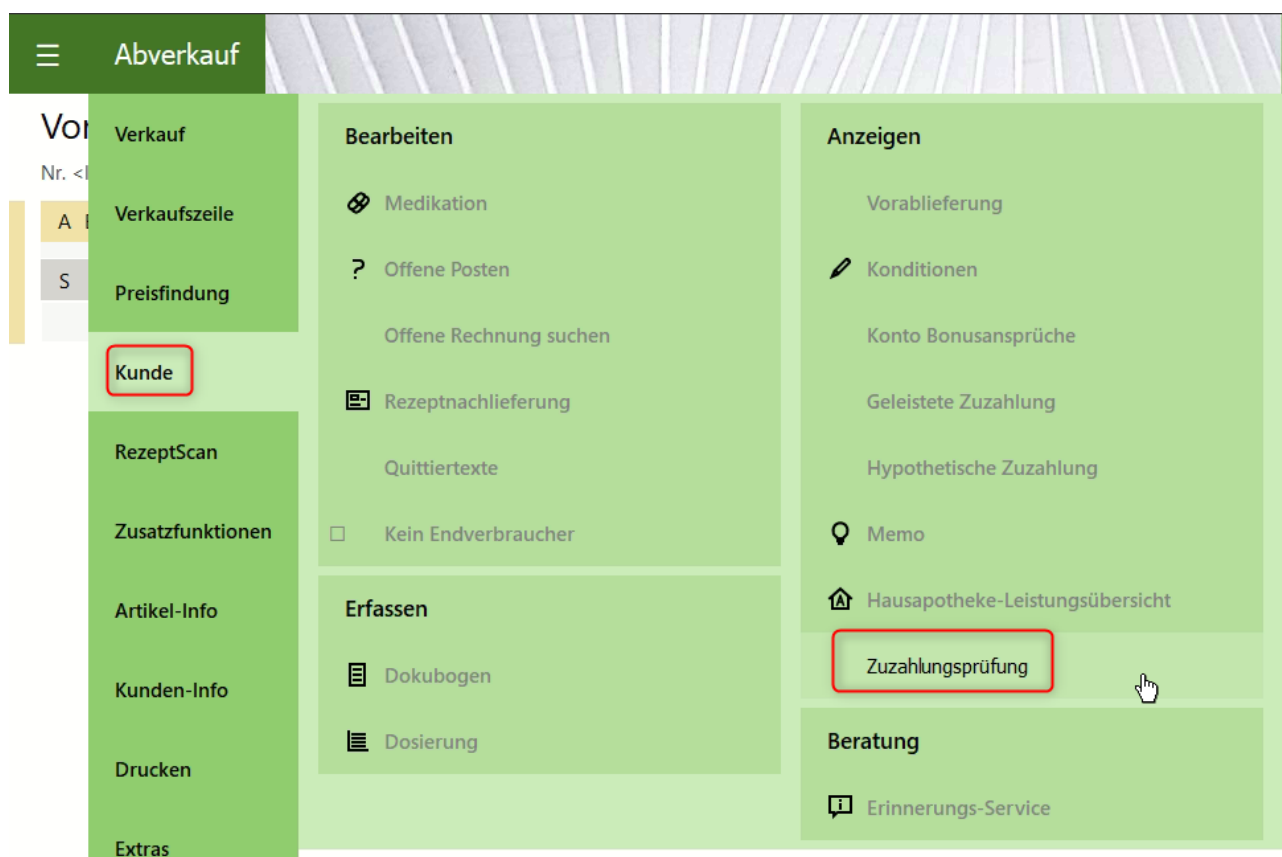 Abverkauf
Vor
Nr. <
A
S
Verkauf
Verkaufszeile
Preisfindung
Kunde
RezeptScan
Zusatzfunktionen
Artikel-Info
Kunden-Info
Drucken
Extras
Bearbeiten
Medikation
? Offene Posten
Offene Rechnung suchen
Rezeptnachlieferung
Quittiertexte
Kein Endverbraucher
Erfassen
Dokubogen
Dosierung
Anzeigen
Vorablieferung
Konditionen
Konto Bonusansprüche
Geleistete Zuzahlung
Hypothetische Zuzahlung
Memo
Hausapotheke-Leistungsübersicht
Zuzahlungsprüfung
Beratung
Erinnerungs-Service